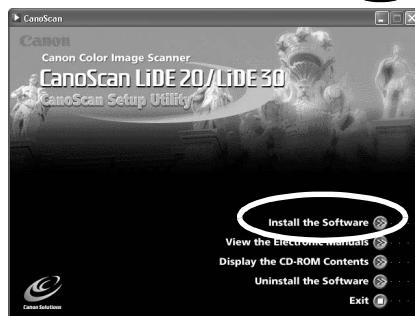 CanoScan
Canon
Canon Color Image Scanner
CanoScan LiDE 20/LiDE 30
CanoScan Setup Utility
Install the Software
View the Electronic Manuals
Display the CD-ROM Contents
Uninstall the Software
Exit
Canon Solutions